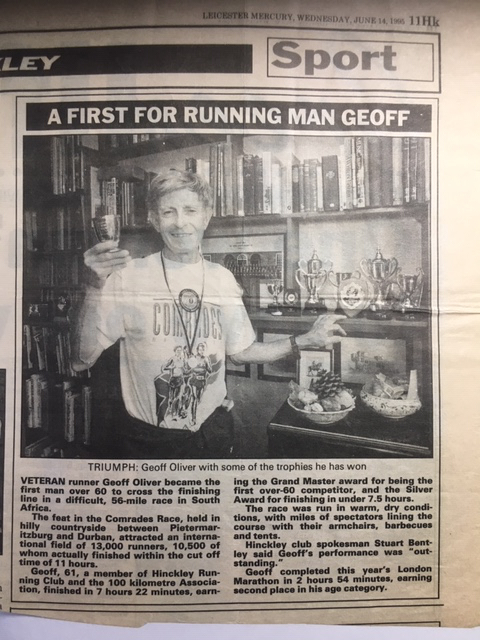 LEICESTER MERCURY, WEDNESDAY, JUNE 14, 1995 11Hk
LEY
Sport
A FIRST FOR RUNNING MAN GEOFF
COMRADES
TRIUMPH: Geoff Oliver with some of the trophies he has won
VETERAN runner Geoff Oliver became the
first man over 60 to cross the finishing
line in a difficult, 56-mile race in South
Africa.
The feat in the Comrades Race, held in
hilly countryside between Pietermar-
itzburg and Durban, attracted an interna-
tional field of 13,000 runners, 10,500 of
whom actually finished within the cut off
time of 11 hours.
Geoff, 61, a member of Hinckley Run-
ning Club and the 100 kilometre Associa-
tion, finished in 7 hours 22 minutes, earn-
ing the Grand Master award for being the
first over-60 competitor, and the Silver
Award for finishing in under 7.5 hours.
The race was run in warm, dry condi-
tions, with miles of spectators lining the
course with their armchairs, barbecues
and tents.
Hinckley club spokesman Stuart Bent-
ley said Geoff's performance was "out-
standing."
Geoff completed this year's London
Marathon in 2 hours 54 minutes, earning
second place in his age category.